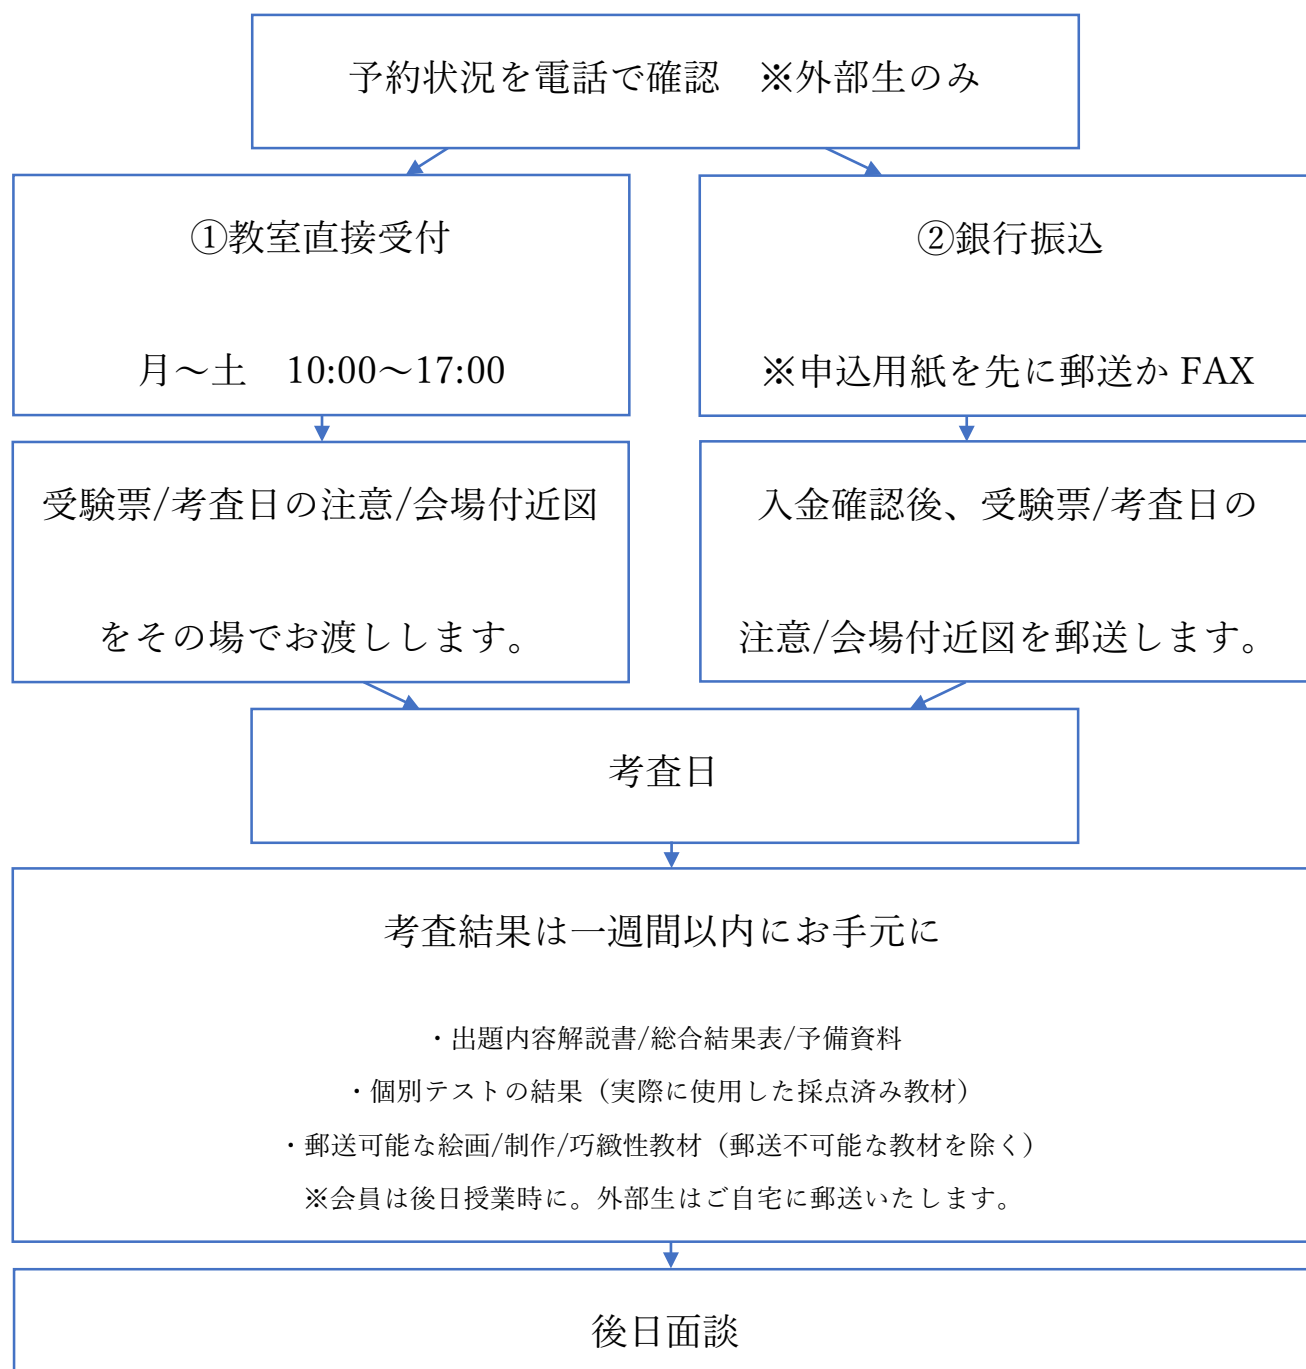 予約状況を電話で確認　※外部生のみ
①教室直接受付
月～土　10:00～17:00
②銀行振込
※申込用紙を先に郵送か FAX
受験票/考査日の注意/会場付近図
をその場でお渡しします。
入金確認後、受験票/考査日の
注意/会場付近図を郵送します。
考査日
考査結果は一週間以内にお手元に
・出題内容解説書/総合結果表/予備資料
・個別テストの結果（実際に使用した採点済み教材）
・郵送可能な絵画/制作/巧緻性教材（郵送不可能な教材を除く）
※会員は後日授業時に。外部生はご自宅に郵送いたします。
後日面談